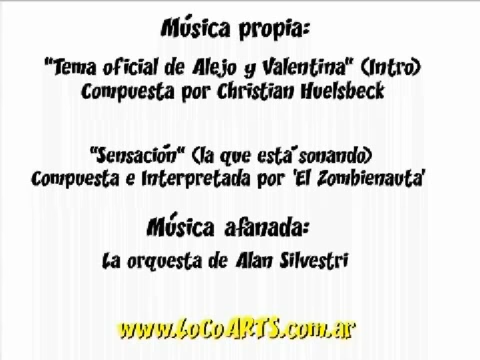 Música propia:
"Tema oficial de Alejo y Valentina" (Intro)
Compuesta por Christian Huelsbeck
"Sensación" (la que está sonando)
Compuesta e Interpretada por 'El Zombienauta'
Música afanada:
La orquesta de Alan Silvestri
www.LoCoARTS.com.ar